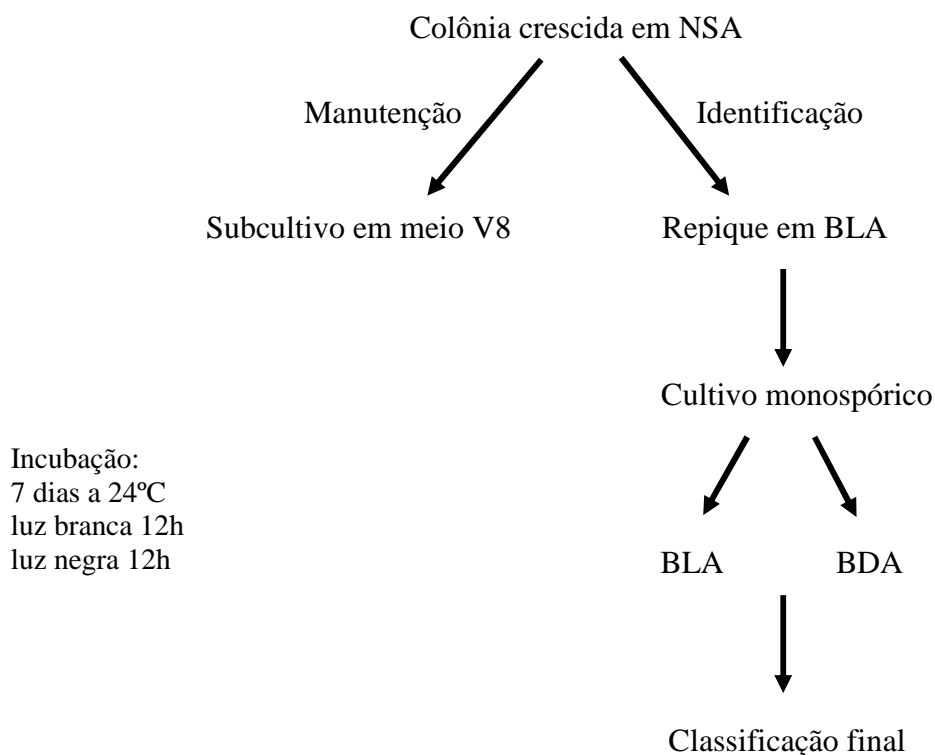 Colônia crescida em NSA
Manutenção
Identificação
Subcultivo em meio V8
Repique em BLA
Cultivo monospórico
Incubação:
7 dias a 24ºC
luz branca 12h
luz negra 12h
BLA
BDA
Classificação final